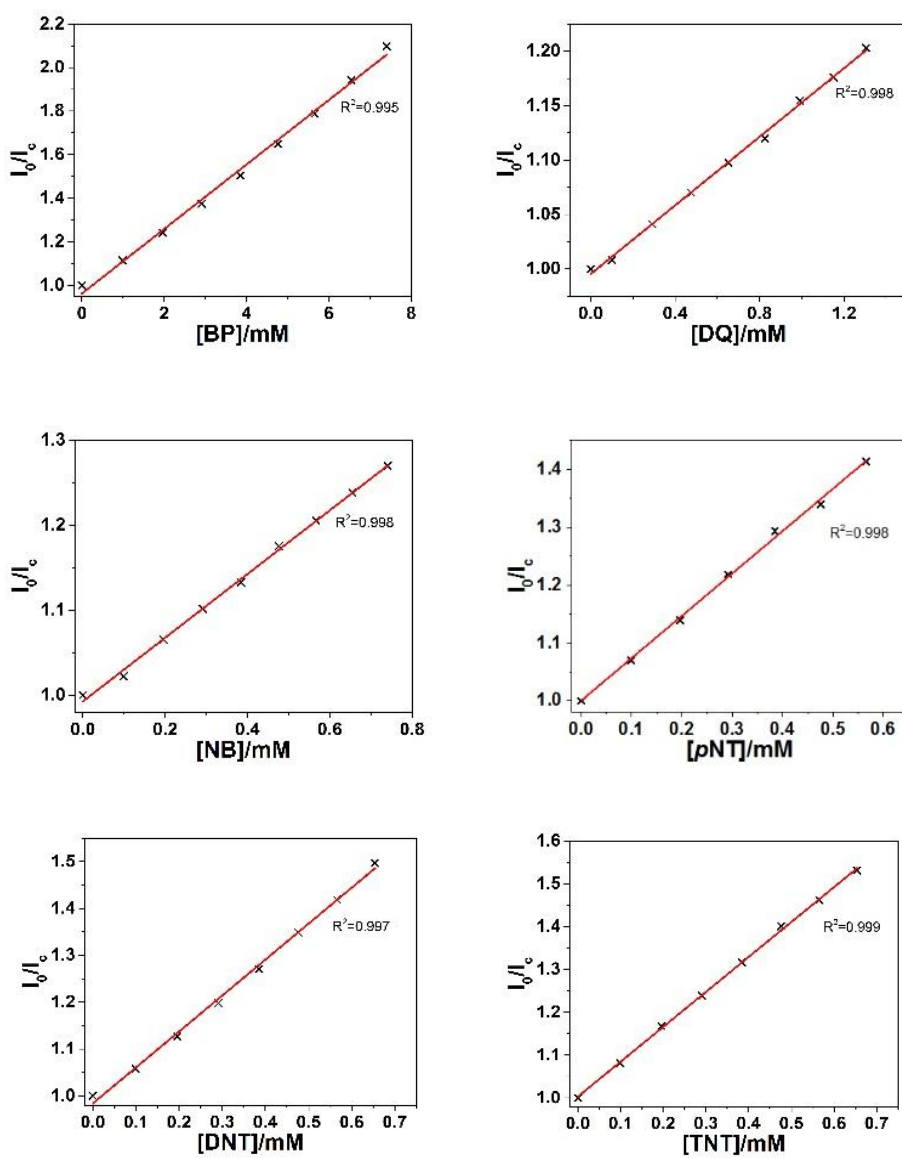 2.2
2.0
1.8
1.6
1.4
1.2
1.0
I0/Ic
R2=0.995
0 2 4 6 8
[BP]/mM
1.20
1.15
1.10
1.05
1.00
I0/Ic
R2=0.998
0.0 0.4 0.8 1.2
[DQ]/mM
1.3
1.2
1.1
1.0
I0/Ic
R2=0.998
0.0 0.2 0.4 0.6 0.8
[NB]/mM
1.4
1.3
1.2
1.1
1.0
I0/Ic
R2=0.998
0.0 0.1 0.2 0.3 0.4 0.5 0.6
[pNT]/mM
1.5
1.4
1.3
1.2
1.1
1.0
I0/Ic
R2=0.997
0.0 0.1 0.2 0.3 0.4 0.5 0.6 0.7
[DNT]/mM
1.6
1.5
1.4
1.3
1.2
1.1
1.0
I0/Ic
R2=0.999
0.0 0.1 0.2 0.3 0.4 0.5 0.6 0.7
[TNT]/mM